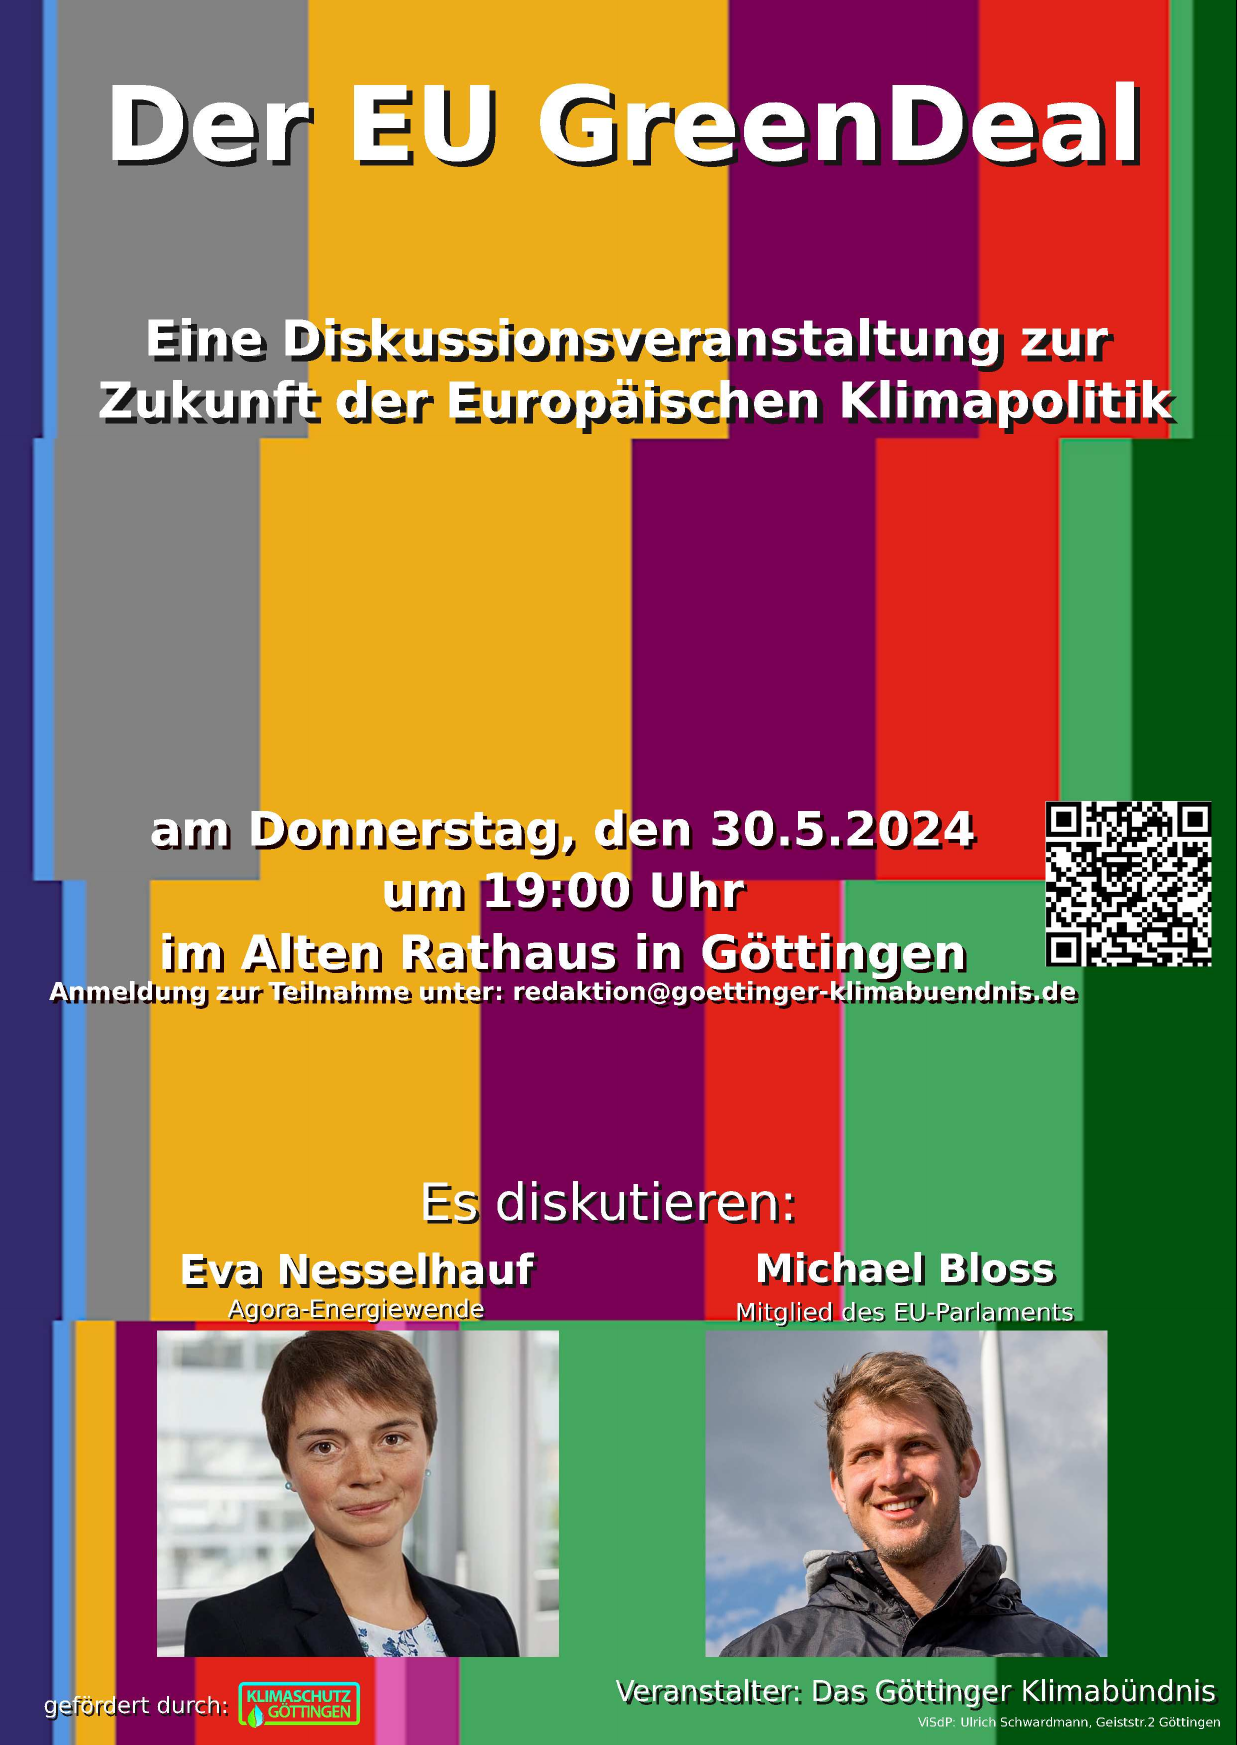 Der EU GreenDeal
Eine Diskussionsveranstaltung zur
Zukunft der Europäischen Klimapolitik
am Donnerstag, den 30.5.2024
um 19:00 Uhr
im Alten Rathaus in Göttingen
Anmeldung zur Teilnahme unter: redaktion@goettinger-klimabuendnis.de
Es diskutieren:
Eva Nesselhauf
Agora-Energiewende
Michael Bloss
Mitglied des EU-Parlaments
gefördert durch:
KLIMASCHUTZ
GÖTTINGEN
Veranstalter: Das Göttinger Klimabündnis
ViSdP: Ulrich Schwardmann, Geiststr.2 Göttingen